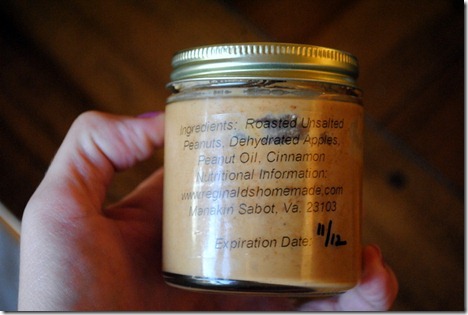 Ingredients: Roasted Unsalted
Peanuts, Dehydrated Apples,
Peanut Oil, Cinnamon
Nutritional Information:
www.reginaldshomemade.com
Manakin Sabot, Va. 23103
Expiration Date: 11/12